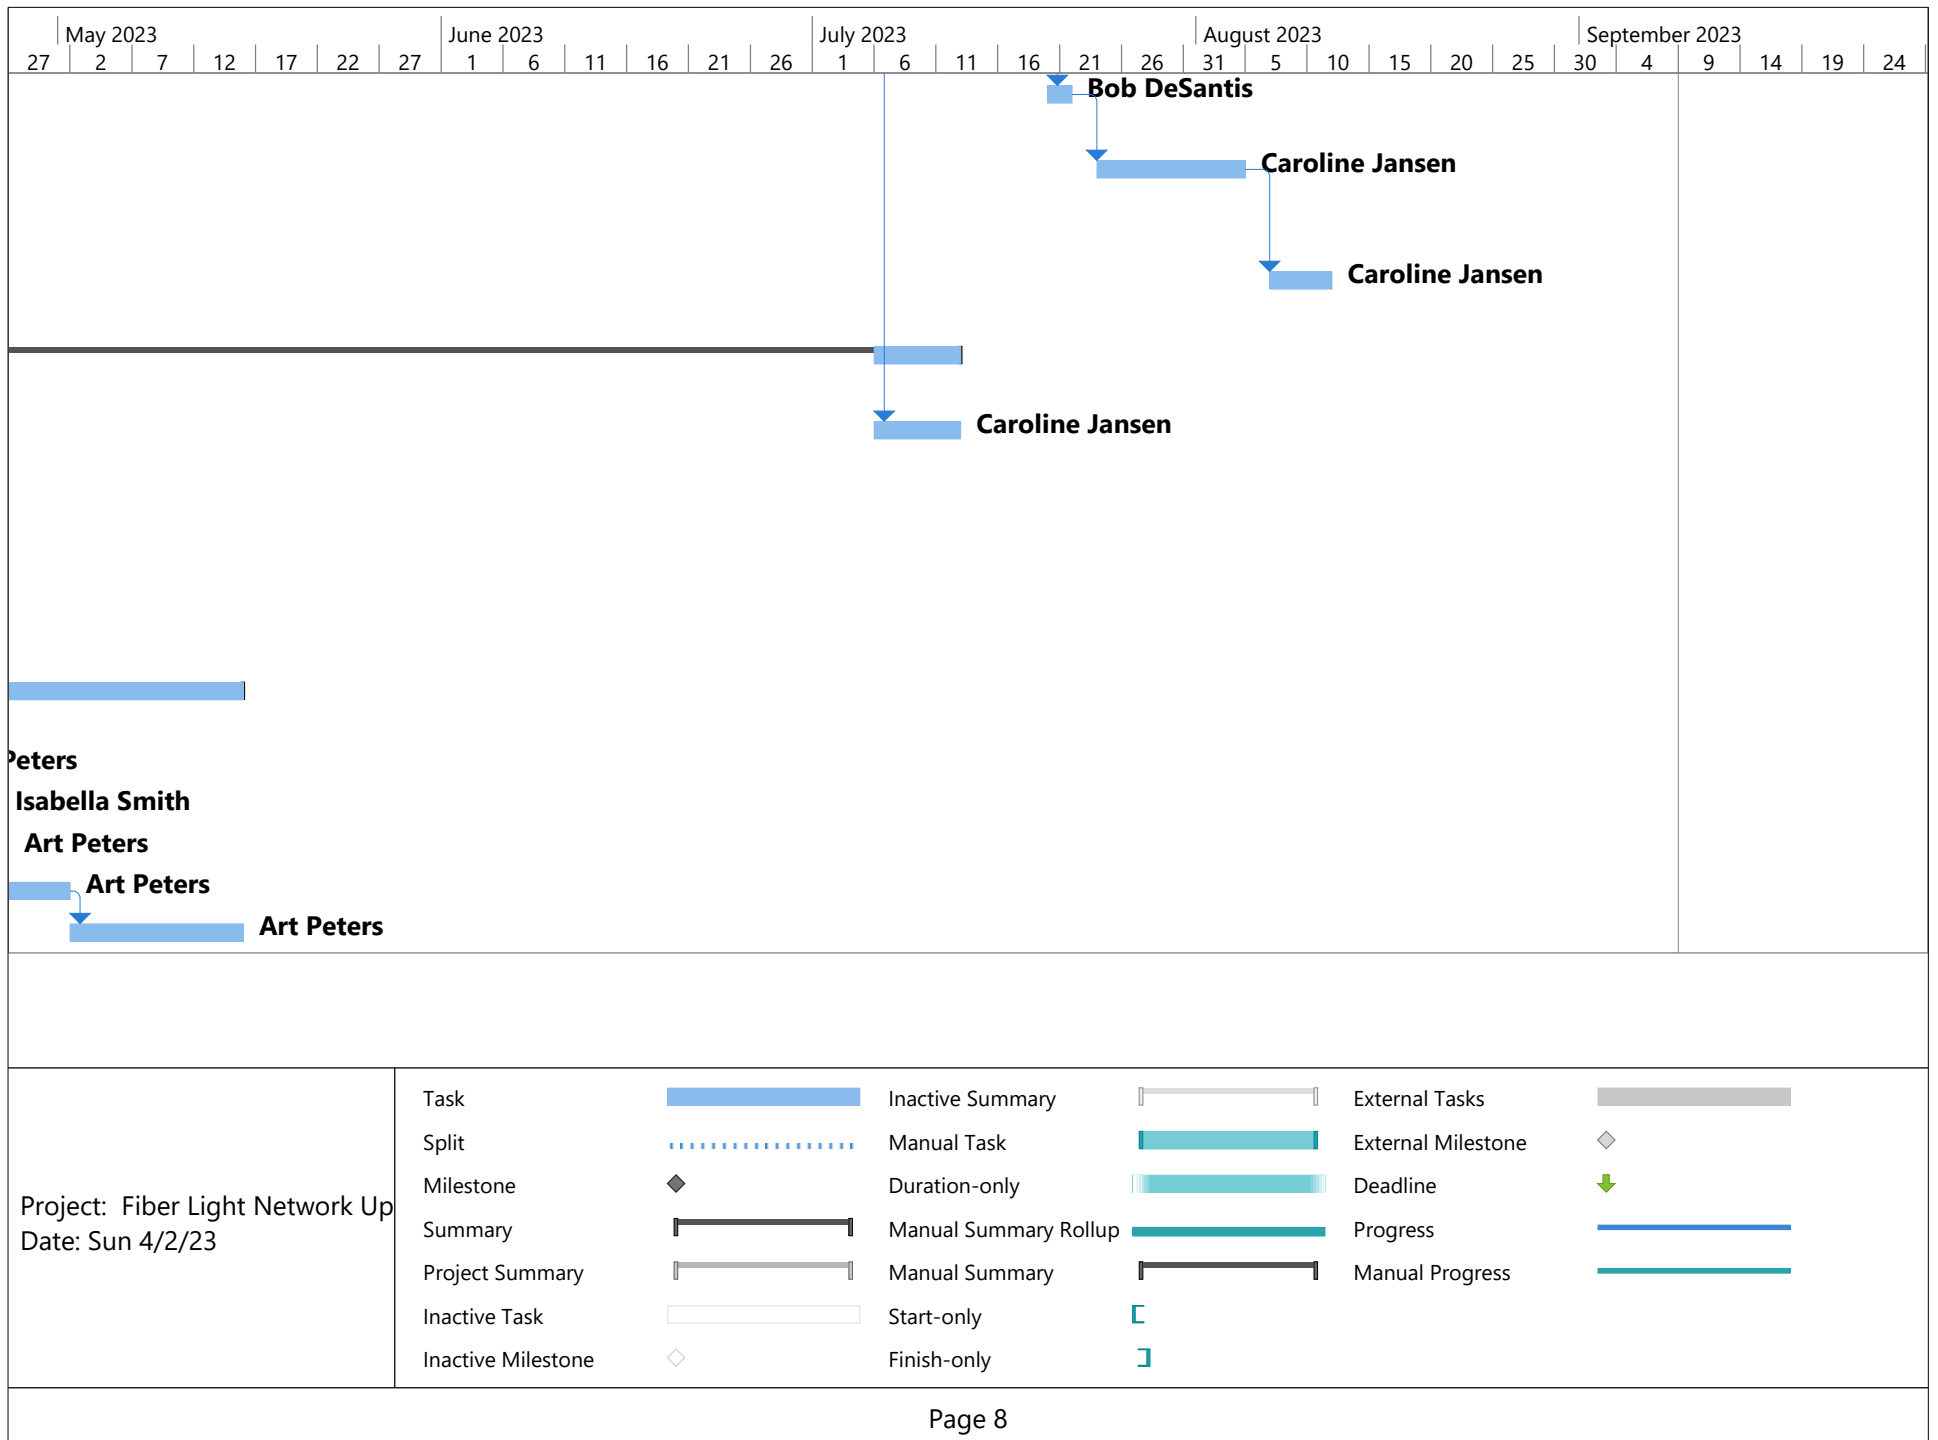 May 2023 June 2023 July 2023 August 2023 September 2023
27 2 7 12 17 22 27 1 6 11 16 21 26 1 6 11 16 21 26 31 5 10 15 20 25 30 4 9 14 19 24
Bob DeSantis
Caroline Jansen
Caroline Jansen
Caroline Jansen
Peters
Isabella Smith
Art Peters
Art Peters
Art Peters
Project: Fiber Light Network Up
Date: Sun 4/2/23
Task
Split
Milestone
Summary
Project Summary
Inactive Task
Inactive Milestone
Inactive Summary
Manual Task
Duration-only
Manual Summary Rollup
Manual Summary
Start-only
Finish-only
External Tasks
External Milestone
Deadline
Progress
Manual Progress
Page 8